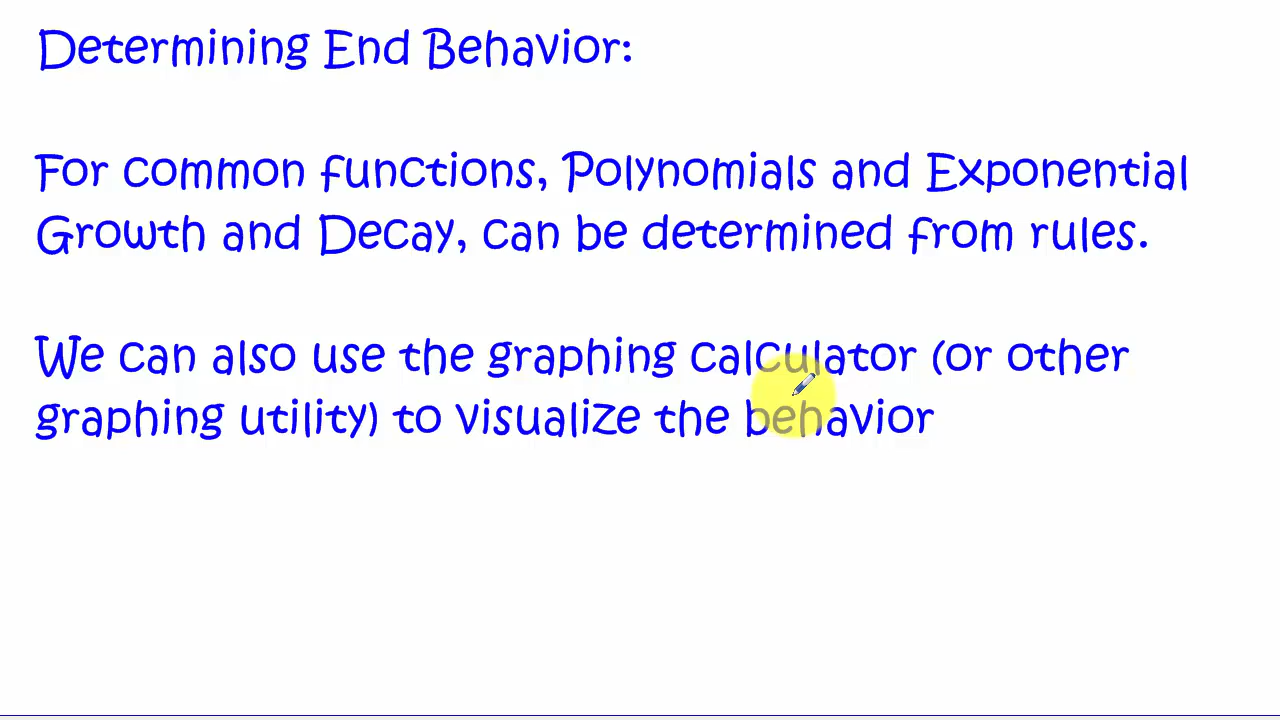 Determining End Behavior:
For common functions, Polynomials and Exponential
Growth and Decay, can be determined from rules.
We can also use the graphing calculator (or other
graphing utility) to visualize the behavior